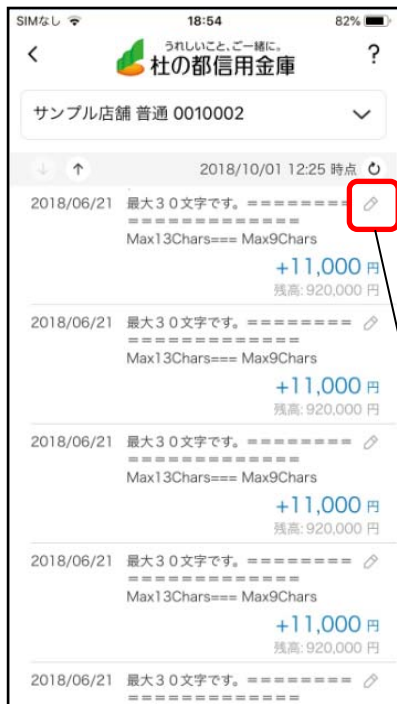 SIMなし 18:54 82%
うれしいこと、ご一緒に。
杜の都信用金庫 ?
サンプル店舗 普通 0010002
2018/10/01 12:25 時点
2018/06/21 最大30文字です。========
=============
Max13Chars=== Max9Chars
+11,000 円
残高: 920,000 円
2018/06/21 最大30文字です。========
=============
Max13Chars=== Max9Chars
+11,000 円
残高: 920,000 円
2018/06/21 最大30文字です。========
=============
Max13Chars=== Max9Chars
+11,000 円
残高: 920,000 円
2018/06/21 最大30文字です。========
=============
Max13Chars=== Max9Chars
+11,000 円
残高: 920,000 円
2018/06/21 最大30文字です。========
=============